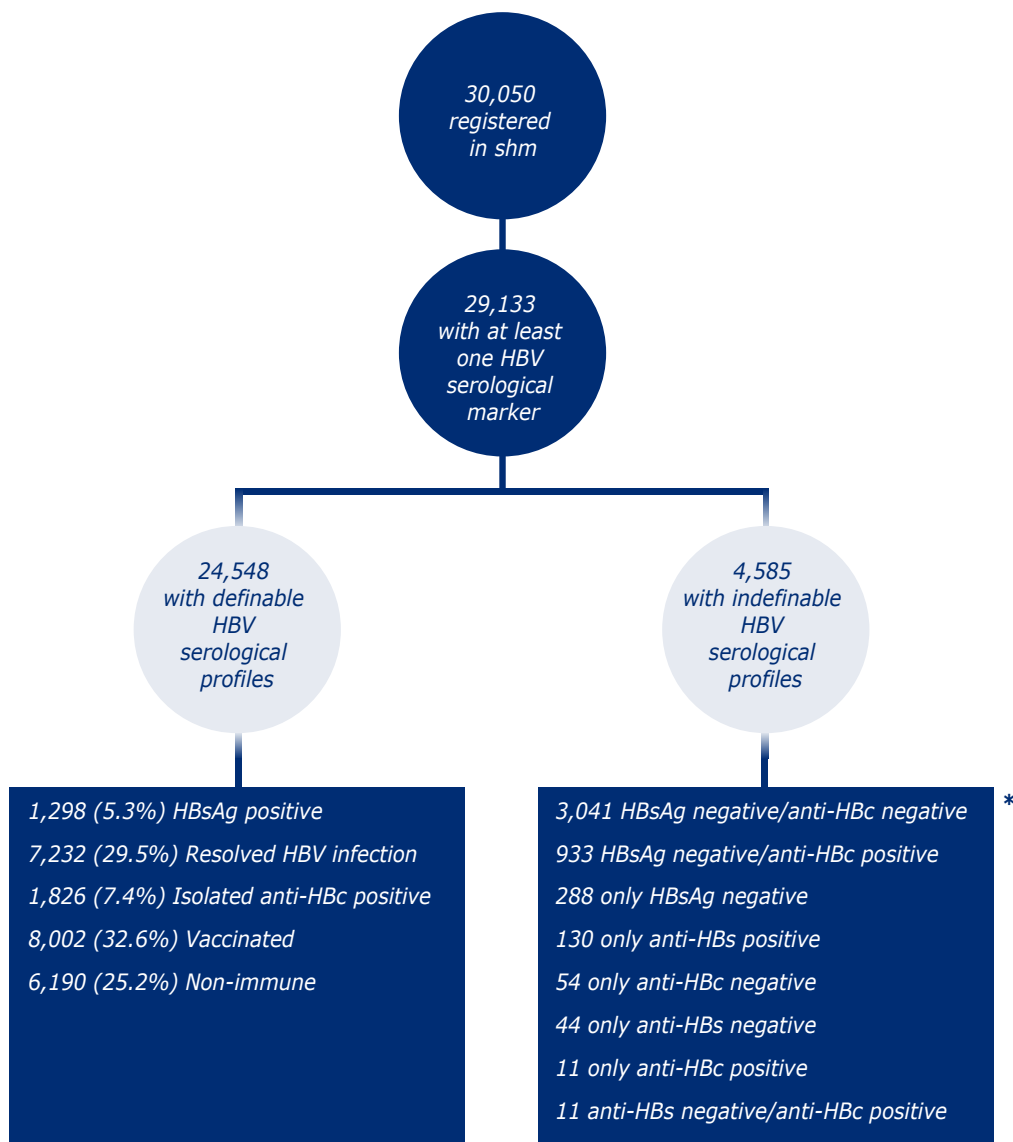 30,050
registered
in shm
29,133
with at least
one HBV
serological
marker
24,548
with definable
HBV
serological
profiles
4,585
with indefinable
HBV
serological
profiles
1,298 (5.3%) HBsAg positive
7,232 (29.5%) Resolved HBV infection
1,826 (7.4%) Isolated anti-HBc positive
8,002 (32.6%) Vaccinated
6,190 (25.2%) Non-immune
3,041 HBsAg negative/anti-HBc negative
933 HBsAg negative/anti-HBc positive
288 only HBsAg negative
130 only anti-HBs positive
54 only anti-HBc negative
44 only anti-HBs negative
11 only anti-HBc positive
11 anti-HBs negative/anti-HBc positive
*